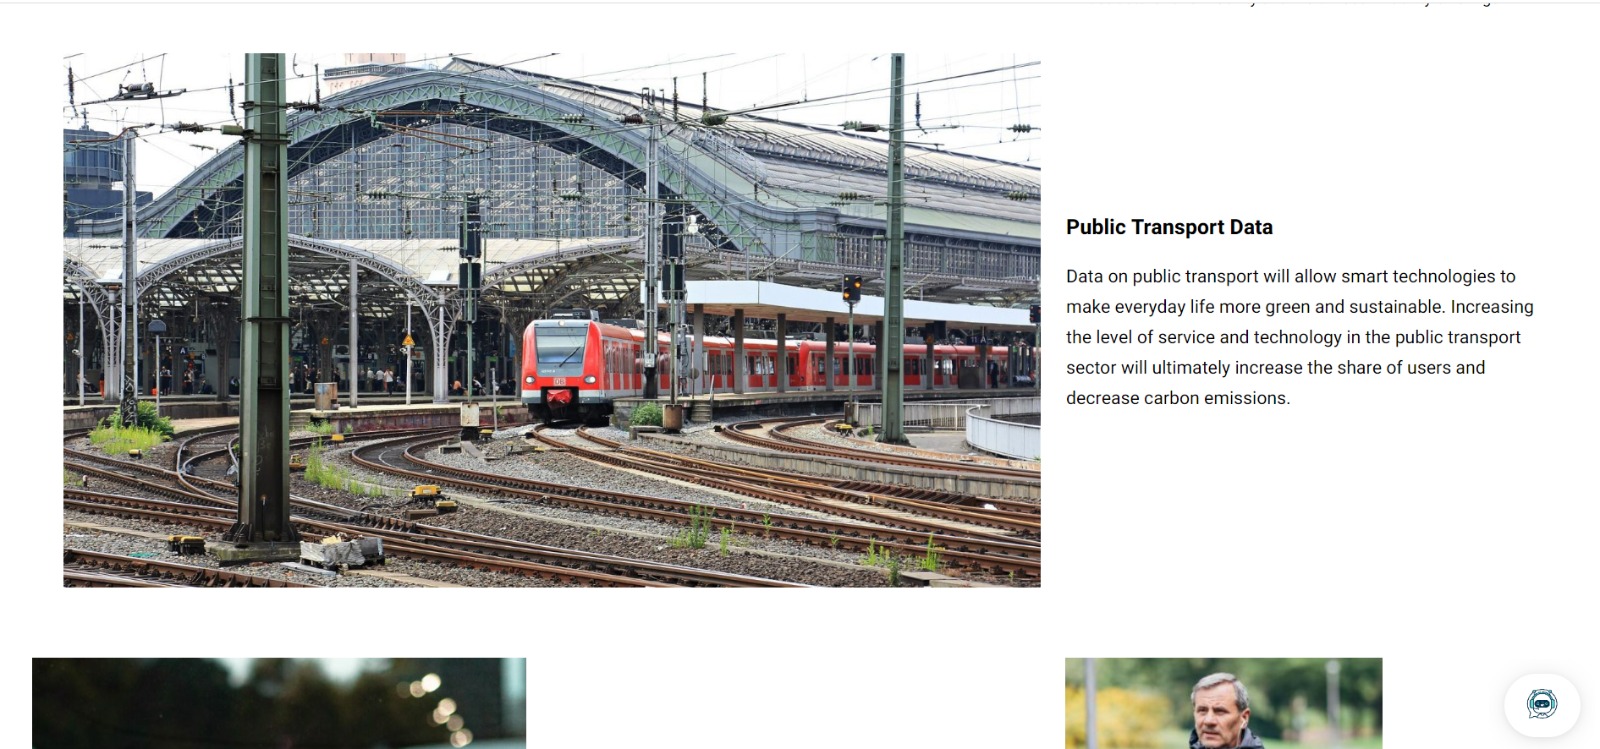 Public Transport Data
Data on public transport will allow smart technologies to
make everyday life more green and sustainable. Increasing
the level of service and technology in the public transport
sector will ultimately increase the share of users and
decrease carbon emissions.
DB